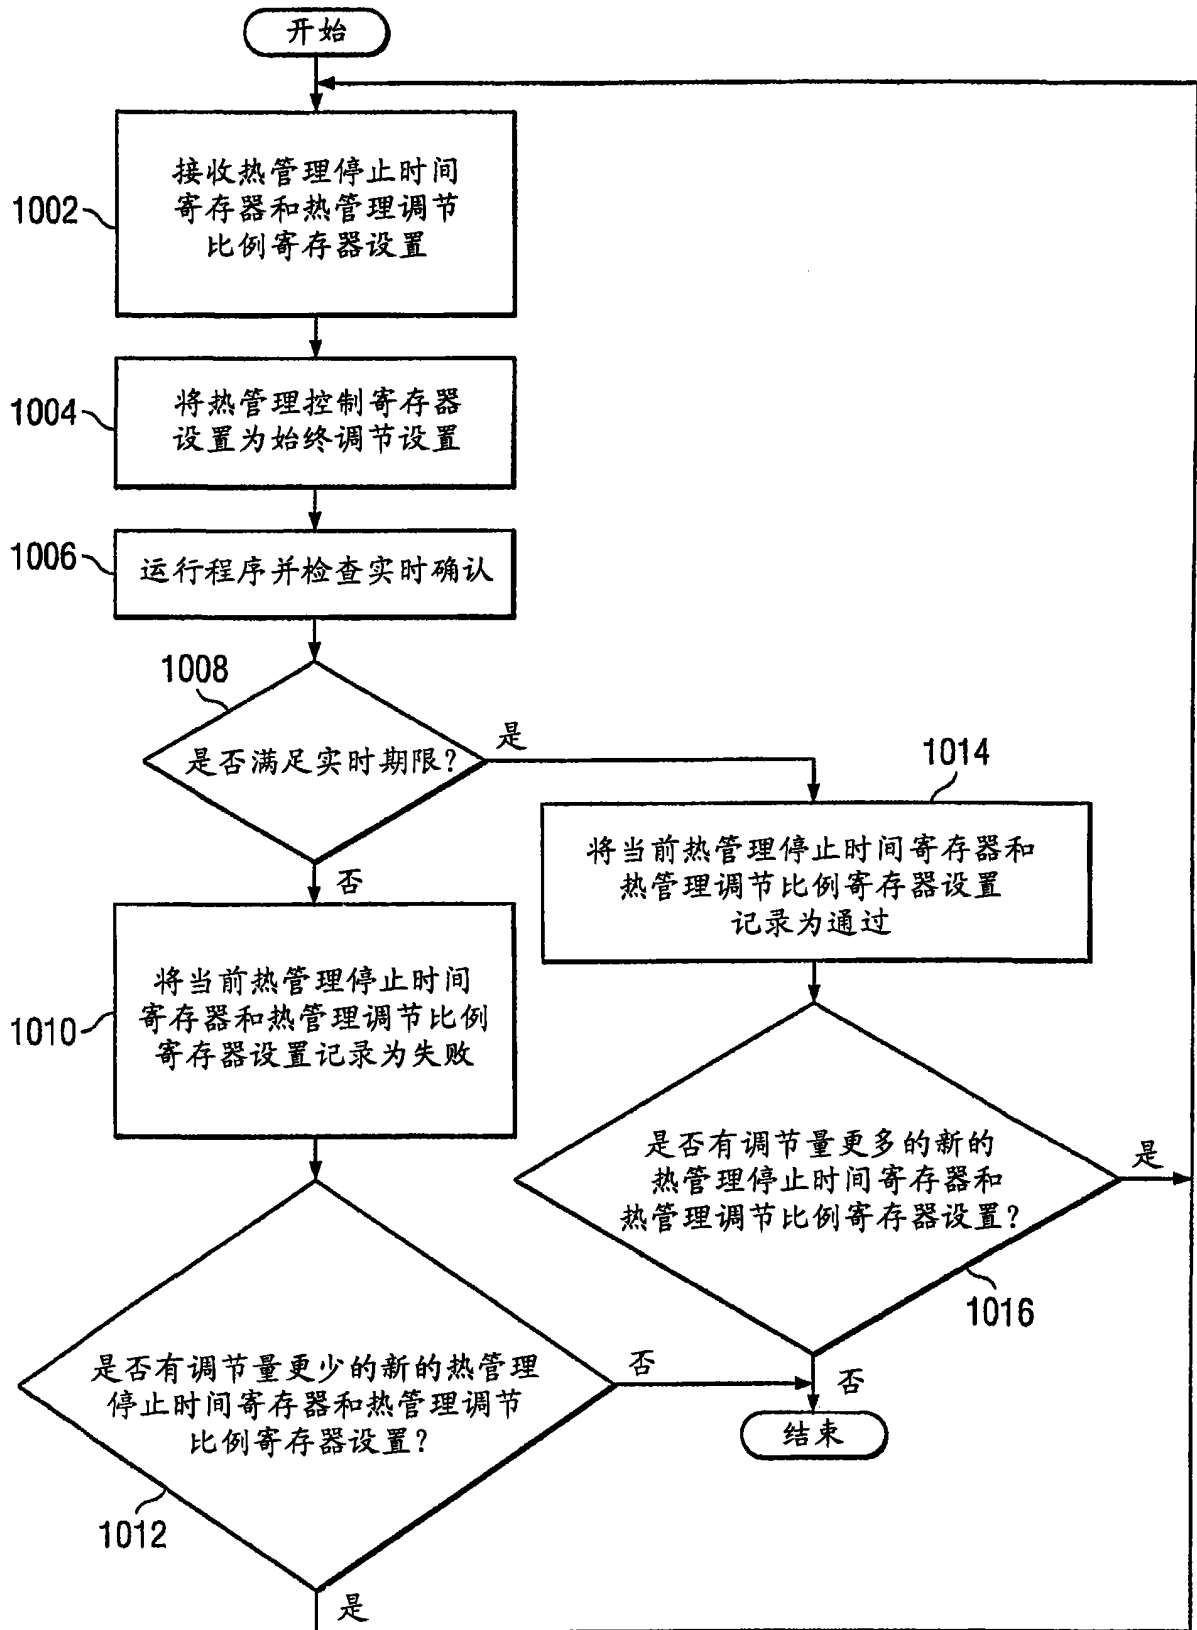 开始
1002
接收热管理停止时间
寄存器和热管理调节
比例寄存器设置
1004
将热管理控制寄存器
设置为始终调节设置
1006
运行程序并检查实时确认
1008
是否满足实时期限?
是
否
1014
将当前热管理停止时间寄存器和
热管理调节比例寄存器设置
记录为通过
1010
将当前热管理停止时间
寄存器和热管理调节比例
寄存器设置记录为失败
是否有调节量更多的新的
热管理停止时间寄存器和
热管理调节比例寄存器设置?
是
1016
否
是否有调节量更少的新的热管理
停止时间寄存器和热管理调节
比例寄存器设置?
否
1012
是
结束